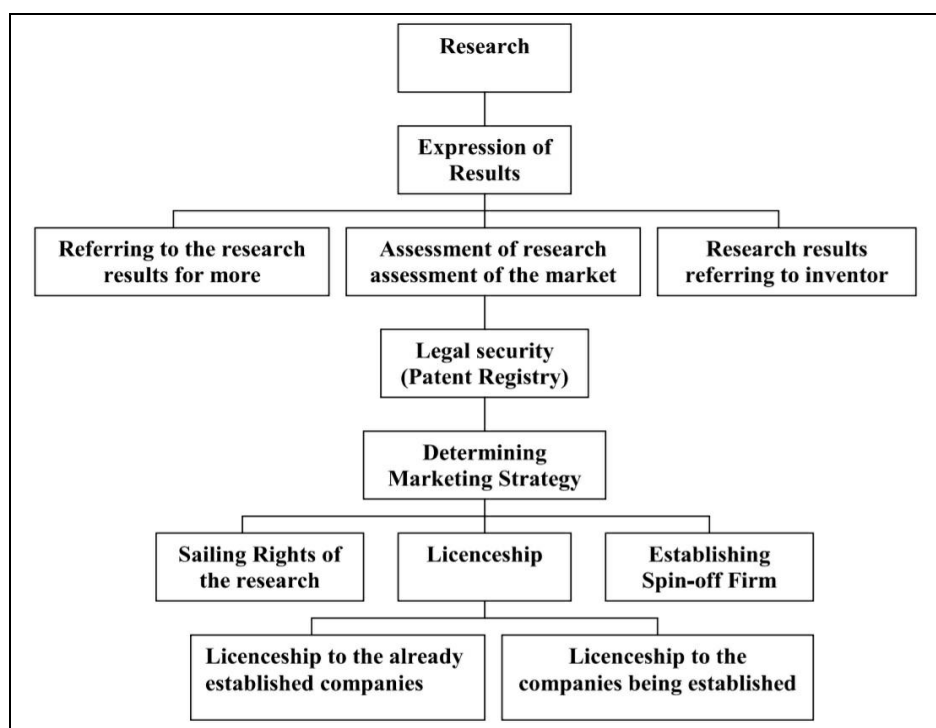 Research
Expression of
Results
Referring to the research
results for more
Assessment of research
assessment of the market
Research results
referring to inventor
Legal security
(Patent Registry)
Determining
Marketing Strategy
Sailing Rights of
the research
Licenceship
Establishing
Spin-off Firm
Licenceship to the already
established companies
Licenceship to the
companies being established